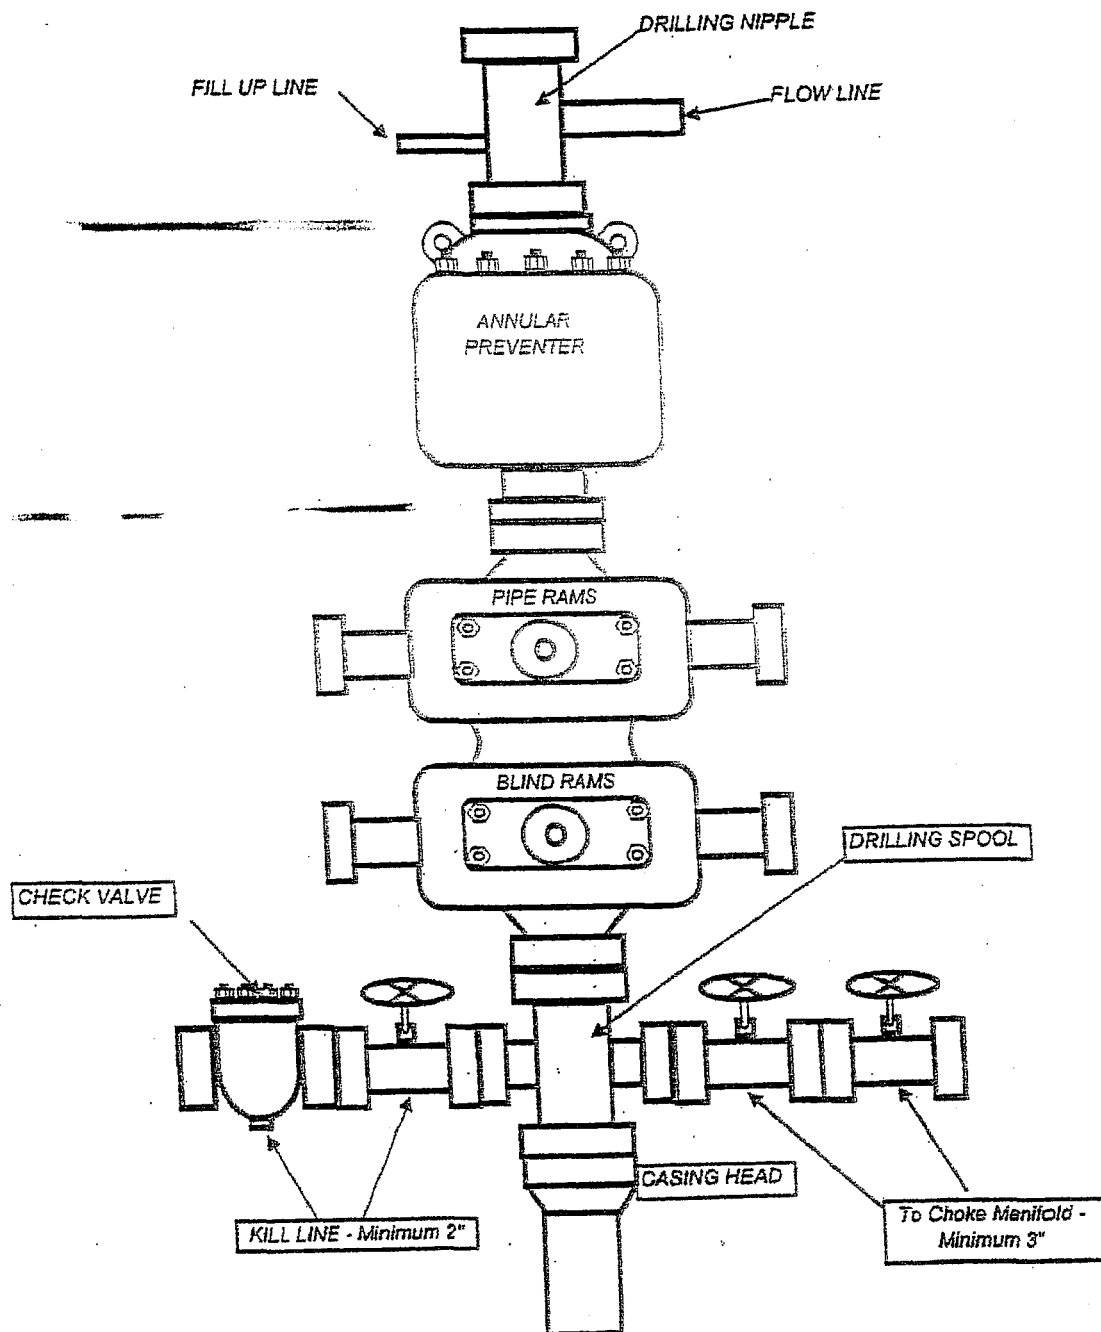 DRILLING NIPPLE
FILL UP LINE
FLOW LINE
ANNULAR
PREVENTER
PIPE RAMS
BLIND RAMS
DRILLING SPOOL
CHECK VALVE
CASING HEAD
KILL LINE - Minimum 2"
To Choke Manifold -
Minimum 3"